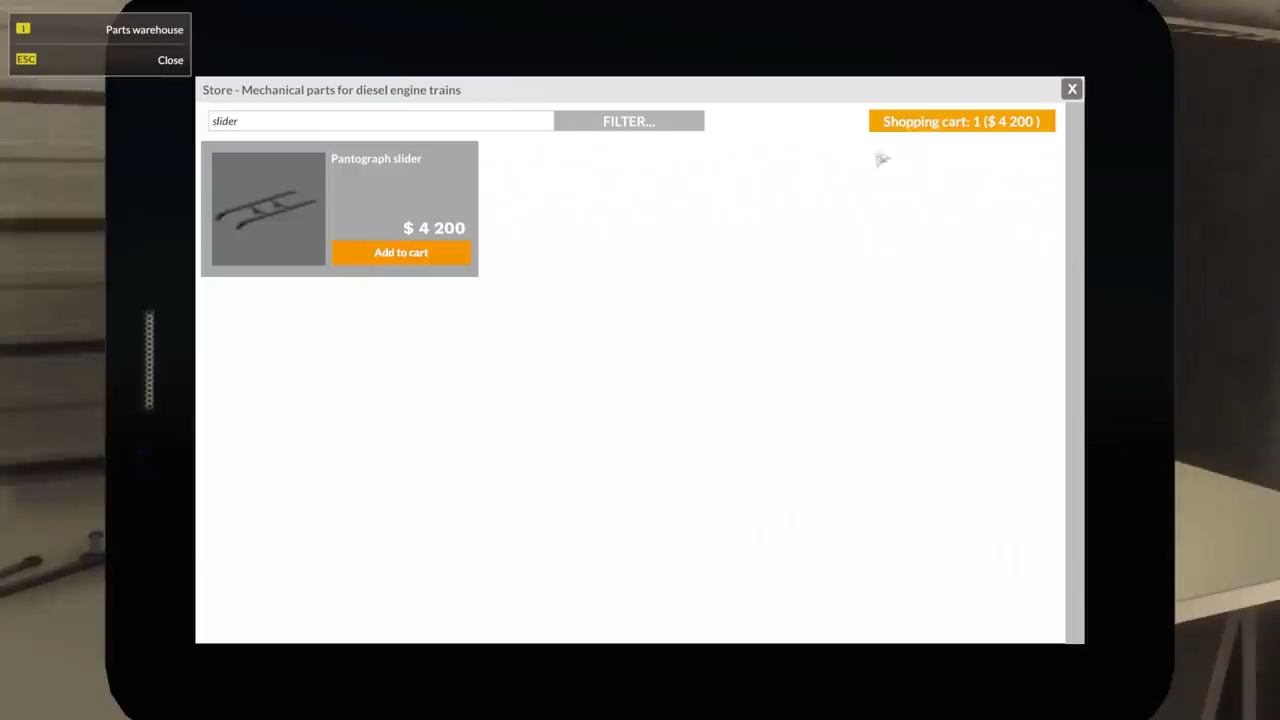 I Parts warehouse
ESC Close
Store - Mechanical parts for diesel engine trains X
slider FILTER... Shopping cart: 1 ($ 4 200 )
Pantograph slider
$ 4 200
Add to cart